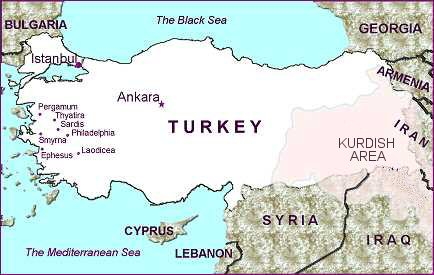 BULGARIA
The Black Sea
GEORGIA
Istanbul
ARMENIA
Ankara
Pergamum
Thyatira
Sardis
Philadelphia
Smyrna
Laodicea
Ephesus
TURKEY
IRAN
KURDISH
AREA
SYRIA
CYPRUS
IRAQ
The Mediterranean Sea
LEBANON